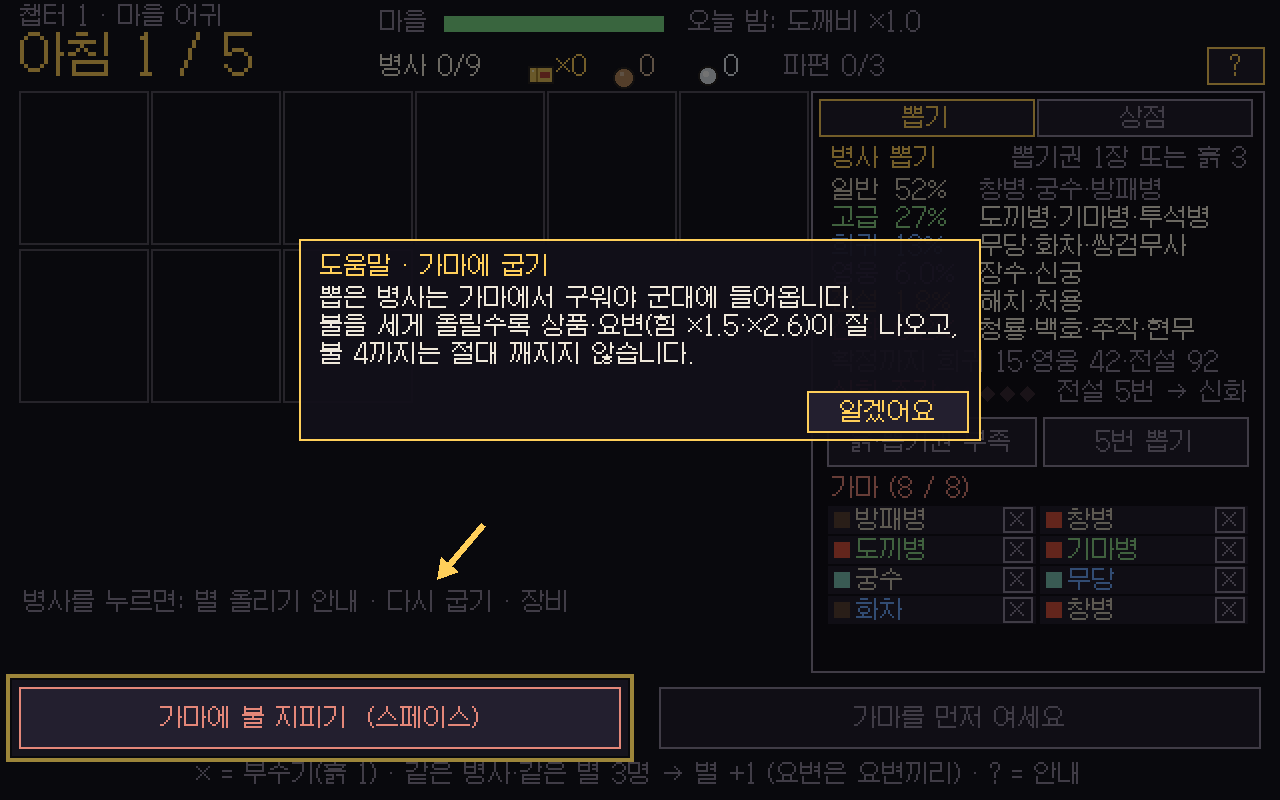 챕터 1 · 마을 어귀
아침 1 / 5
마을
오늘 밤: 도깨비 ×1.0
병사 0/9
×0
0
0
파편 0/3
?
뽑기
상점
병사 뽑기
뽑기권 1장 또는 흙 3
일반 52%
창병·궁수·방패병
고급 27%
도끼병·기마병·투석병
무당·화차·쌍검무사
장수·신궁
해치·처용
청룡·백호·주작·현무
15·영웅 42·전설 92
전설 5번 → 신화
도움말 · 가마에 굽기
뽑은 병사는 가마에서 구워야 군대에 들어옵니다.
불을 세게 올릴수록 상품·요변(힘 ×1.5·×2.6)이 잘 나오고,
불 4까지는 절대 깨지지 않습니다.
알겠어요
5번 뽑기
가마 (8 / 8)
방패병
창병
도끼병
기마병
궁수
무당
화차
창병
병사를 누르면: 별 올리기 안내 · 다시 굽기 · 장비
가마에 불 지피기 (스페이스)
가마를 먼저 여세요
× = 부수기(흙 1) · 같은 병사·같은 별 3명 → 별 +1 (요변은 요변끼리) · ? = 안내